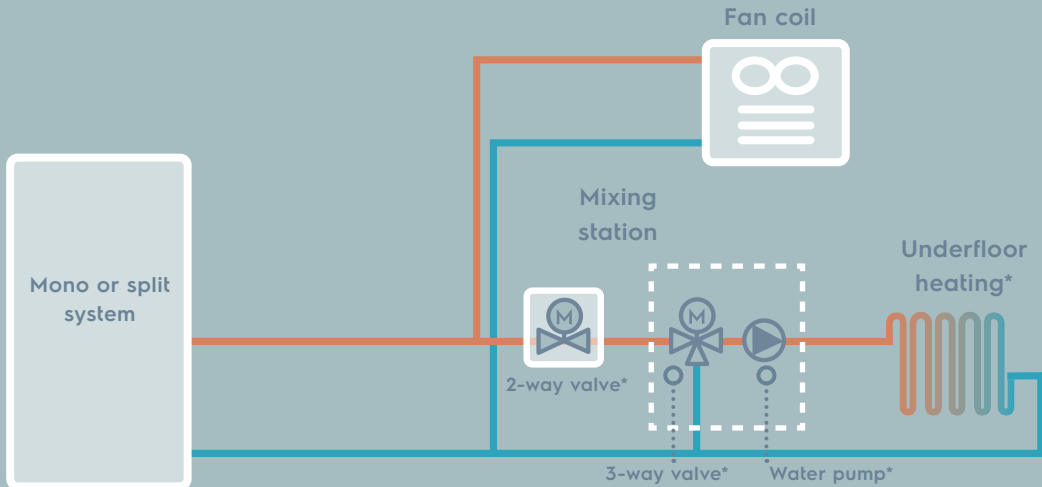 Fan coil
Mixing
station
Underfloor
heating*
Mono or split
system
M
M
2-way valve*
3-way valve*
Water pump*